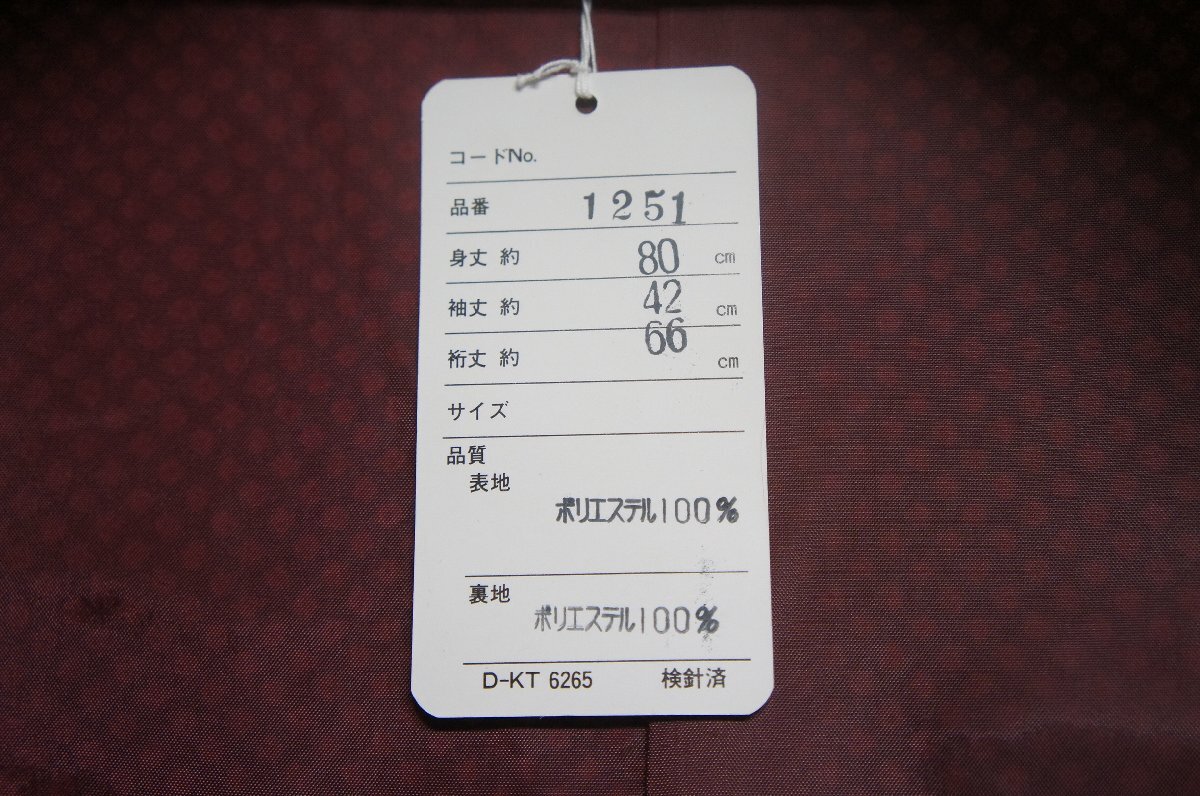 コードNo.
品番 1251
身丈 約 80 cm
袖丈 約 42 cm
裄丈 約 66 cm
サイズ
品質
表地
ポリエステル100%
裏地
ポリエステル100%
D-KT 6265 検針済